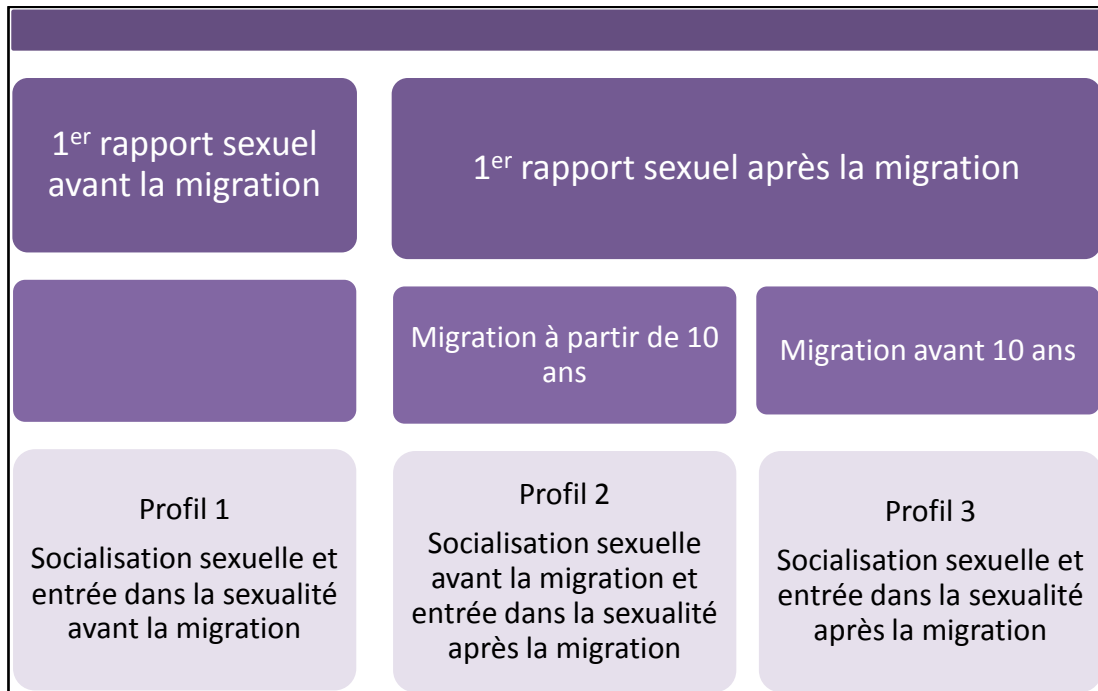 1er rapport sexuel
avant la migration
1er rapport sexuel après la migration
Migration à partir de 10
ans
Migration avant 10 ans
Profil 1
Socialisation sexuelle et
entrée dans la sexualité
avant la migration
Profil 2
Socialisation sexuelle
avant la migration et
entrée dans la sexualité
après la migration
Profil 3
Socialisation sexuelle et
entrée dans la sexualité
après la migration